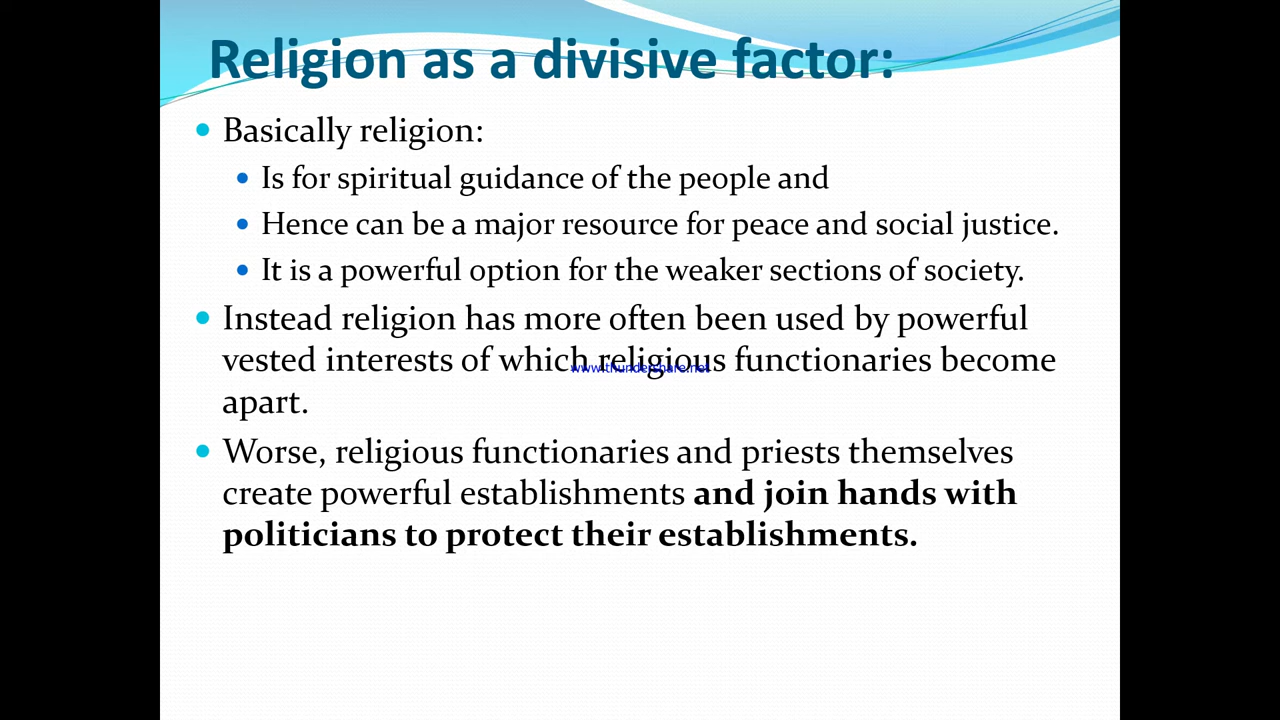 Religion as a divisive factor:
Basically religion:
Is for spiritual guidance of the people and
Hence can be a major resource for peace and social justice.
It is a powerful option for the weaker sections of society.
Instead religion has more often been used by powerful
vested interests of which religious functionaries become
www.thundershare.net
apart.
Worse, religious functionaries and priests themselves
create powerful establishments and join hands with
politicians to protect their establishments.